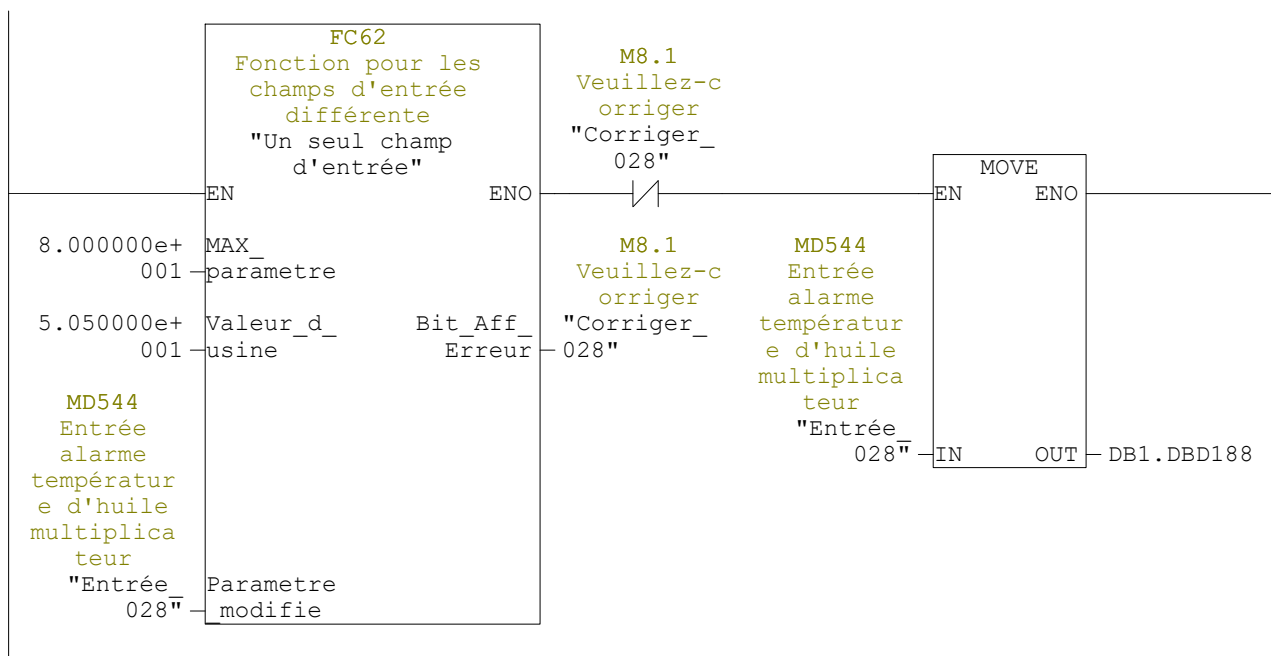 FC62
Fonction pour les
champs d'entrée
différente
"Un seul champ
d'entrée"
EN
ENO
M8.1
Veuillez-c
orriger
"Corriger_
028"
MOVE
EN
ENO
8.000000e+
001
MAX_
parametre
5.050000e+
001
Valeur_d_
usine
Bit_Aff_
Erreur
M8.1
Veuillez-c
orriger
"Corriger_
028"
MD544
Entrée
alarme
températur
e d'huile
multiplica
teur
"Entrée_
028"
IN
OUT
DB1.DBD188
MD544
Entrée
alarme
températur
e d'huile
multiplica
teur
"Entrée_
028"
Parametre
_modifie